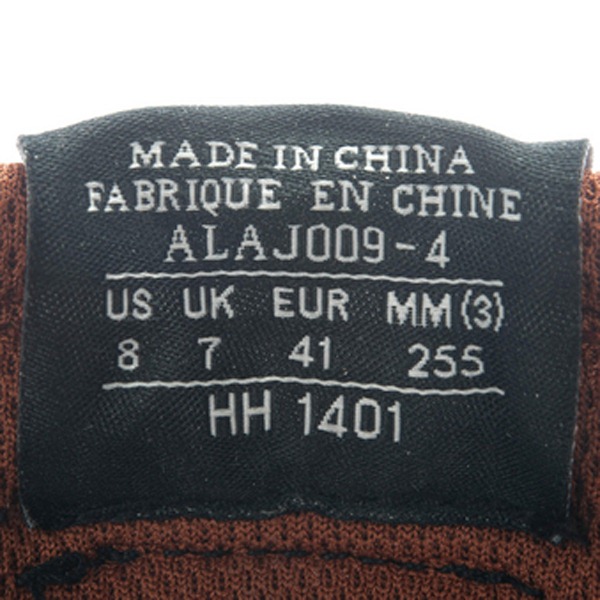 MADE IN CHINA
FABRIQUE EN CHINE
ALAJ009-4
US UK EUR MM(3)
8 7 41 255
HH 1401